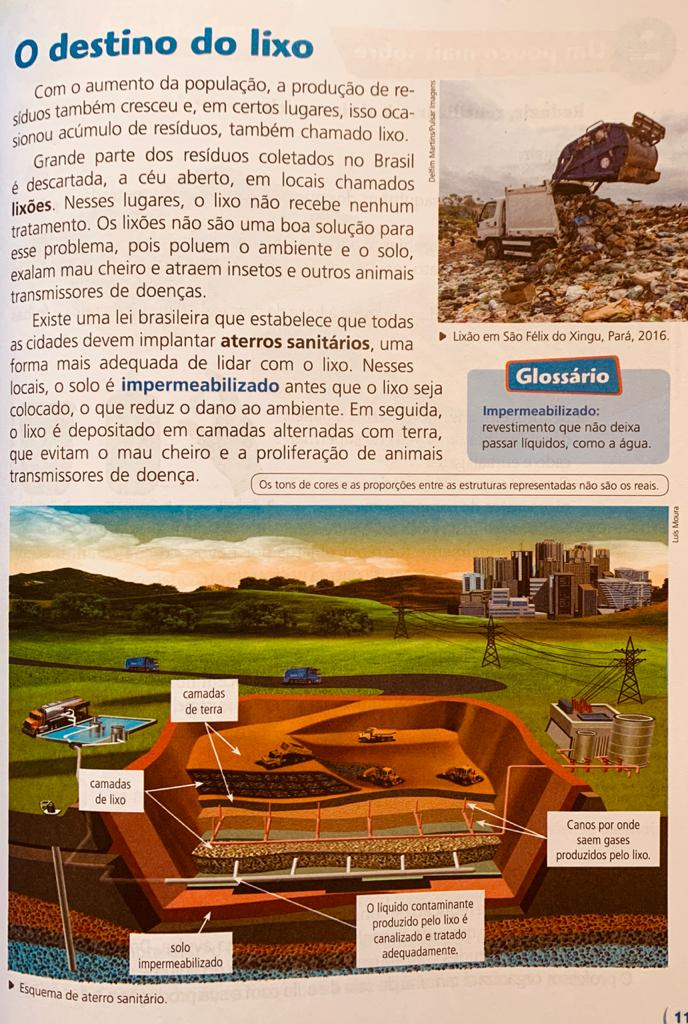 O destino do lixo
Com o aumento da população, a produção de re-
síduos também cresceu e, em certos lugares, isso oca-
sionou acúmulo de resíduos, também chamado lixo.
Grande parte dos resíduos coletados no Brasil
é descartada, a céu aberto, em locais chamados
lixões. Nesses lugares, o lixo não recebe nenhum
tratamento. Os lixões não são uma boa solução para
esse problema, pois poluem o ambiente e o solo,
exalam mau cheiro e atraem insetos e outros animais
transmissores de doenças.
Existe uma lei brasileira que estabelece que todas
as cidades devem implantar aterros sanitários, uma
forma mais adequada de lidar com o lixo. Nesses
locais, o solo é impermeabilizado antes que o lixo seja
colocado, o que reduz o dano ao ambiente. Em seguida,
o lixo é depositado em camadas alternadas com terra,
que evitam o mau cheiro e a proliferação de animais
transmissores de doença.
Delfim Martins/Pulsar Imagens
Lixão em São Félix do Xingu, Pará, 2016.
Glossário
Impermeabilizado:
revestimento que não deixa
passar líquidos, como a água.
Os tons de cores e as proporções entre as estruturas representadas não são os reais.
Luis Moura
camadas
de terra
camadas
de lixo
Canos por onde
saem gases
produzidos pelo lixo.
O líquido contaminante
produzido pelo lixo é
canalizado e tratado
adequadamente.
solo
impermeabilizado
Esquema de aterro sanitário.